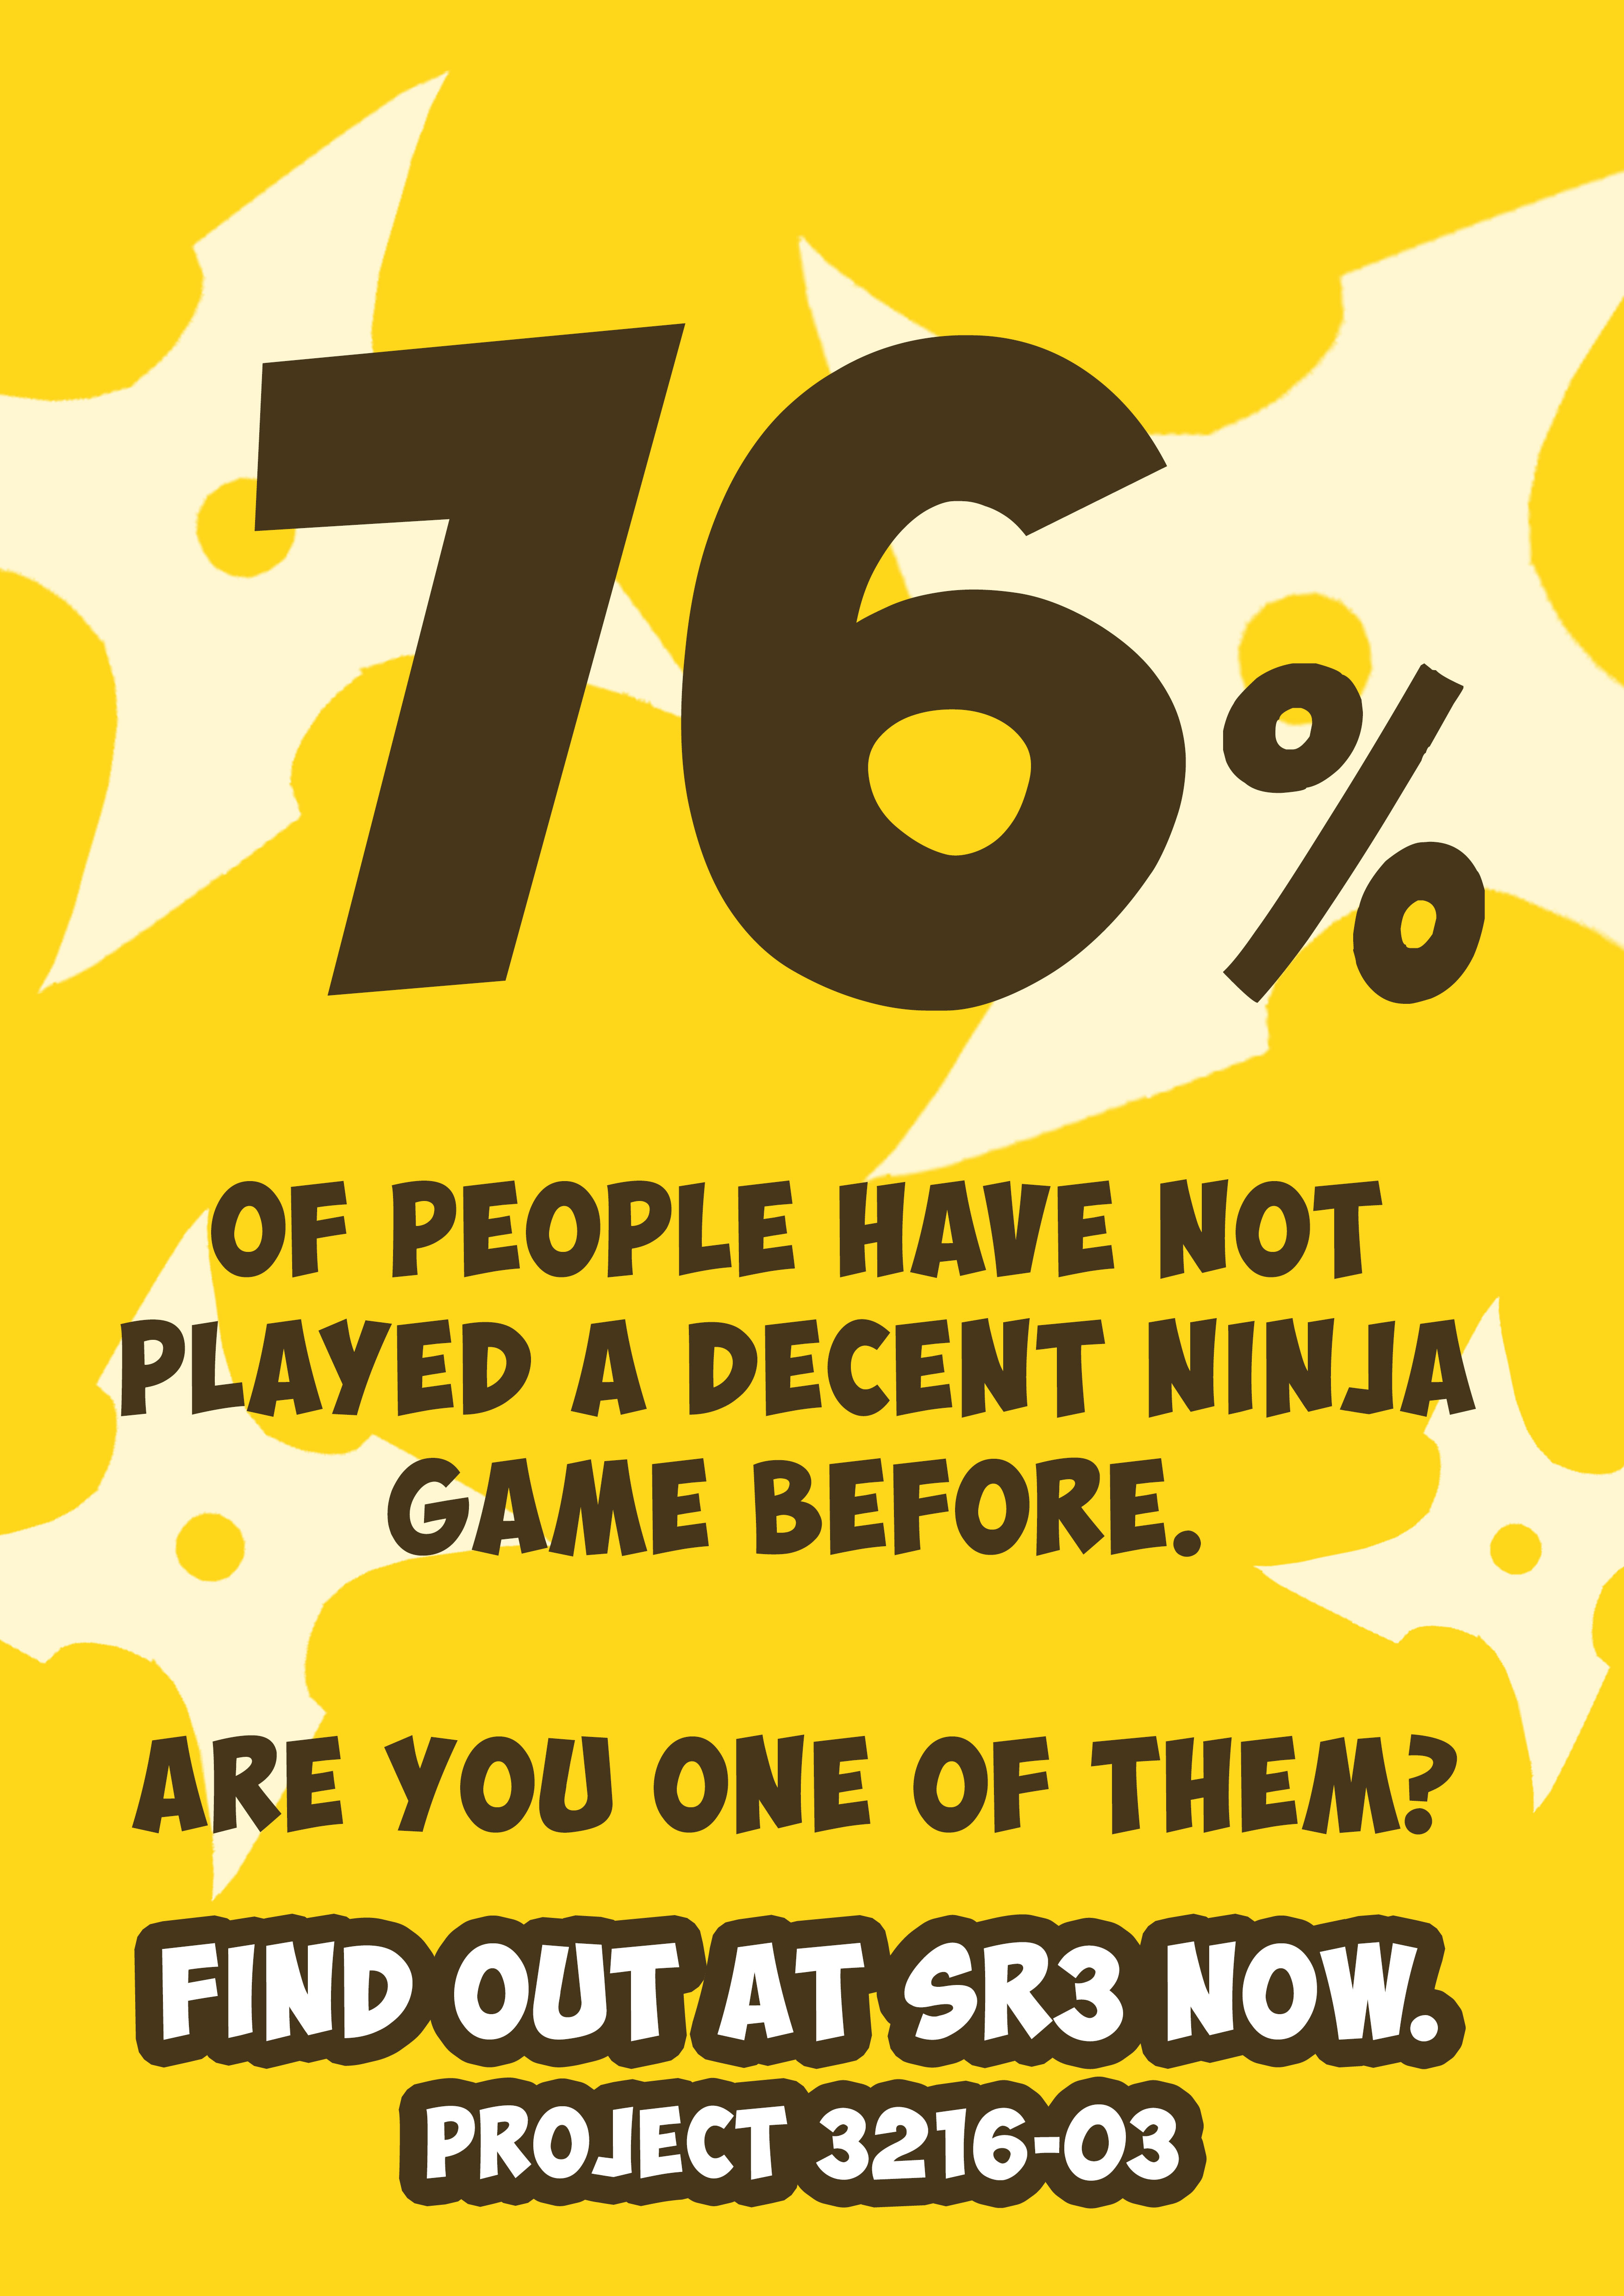 76%
OF PEOPLE HAVE NOT
PLAYED A DECENT NINJA
GAME BEFORE.
ARE YOU ONE OF THEM?
FIND OUT AT SR3 NOW.
PROJECT 3216-03